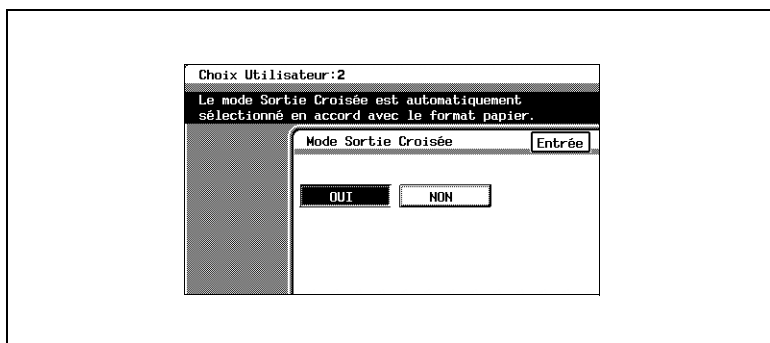 Choix Utilisateur:2
Le mode Sortie Croisée est automatiquement
sélectionné en accord avec le format papier.
Mode Sortie Croisée
Entrée
OUI
NON